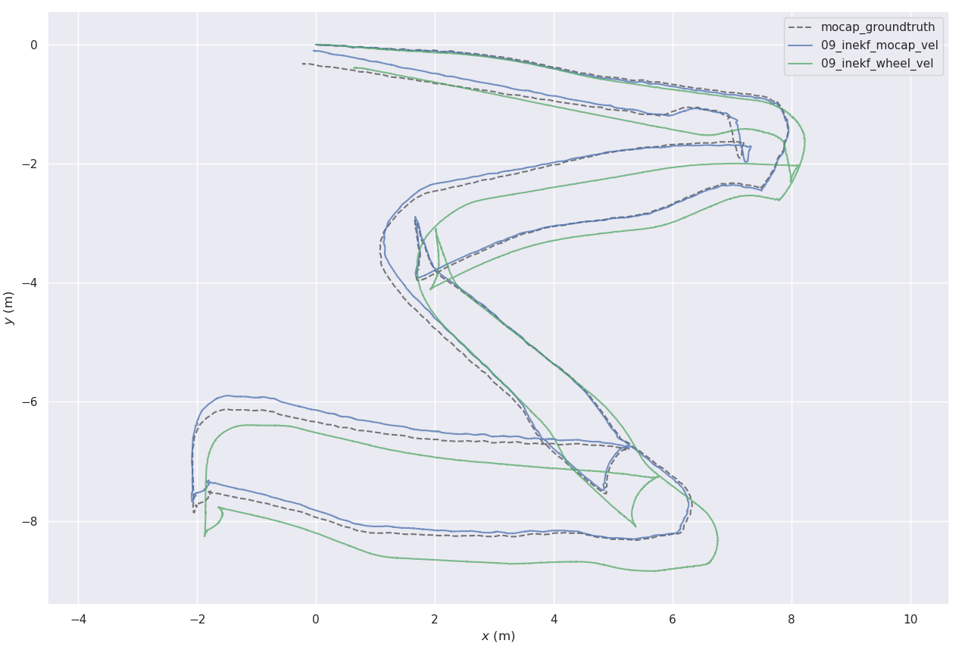 mocap_groundtruth
09_inekf_mocap_vel
09_inekf_wheel_vel
0
−2
−4
−6
−8
y (m)
−4
−2
0
2
4
6
8
10
x (m)